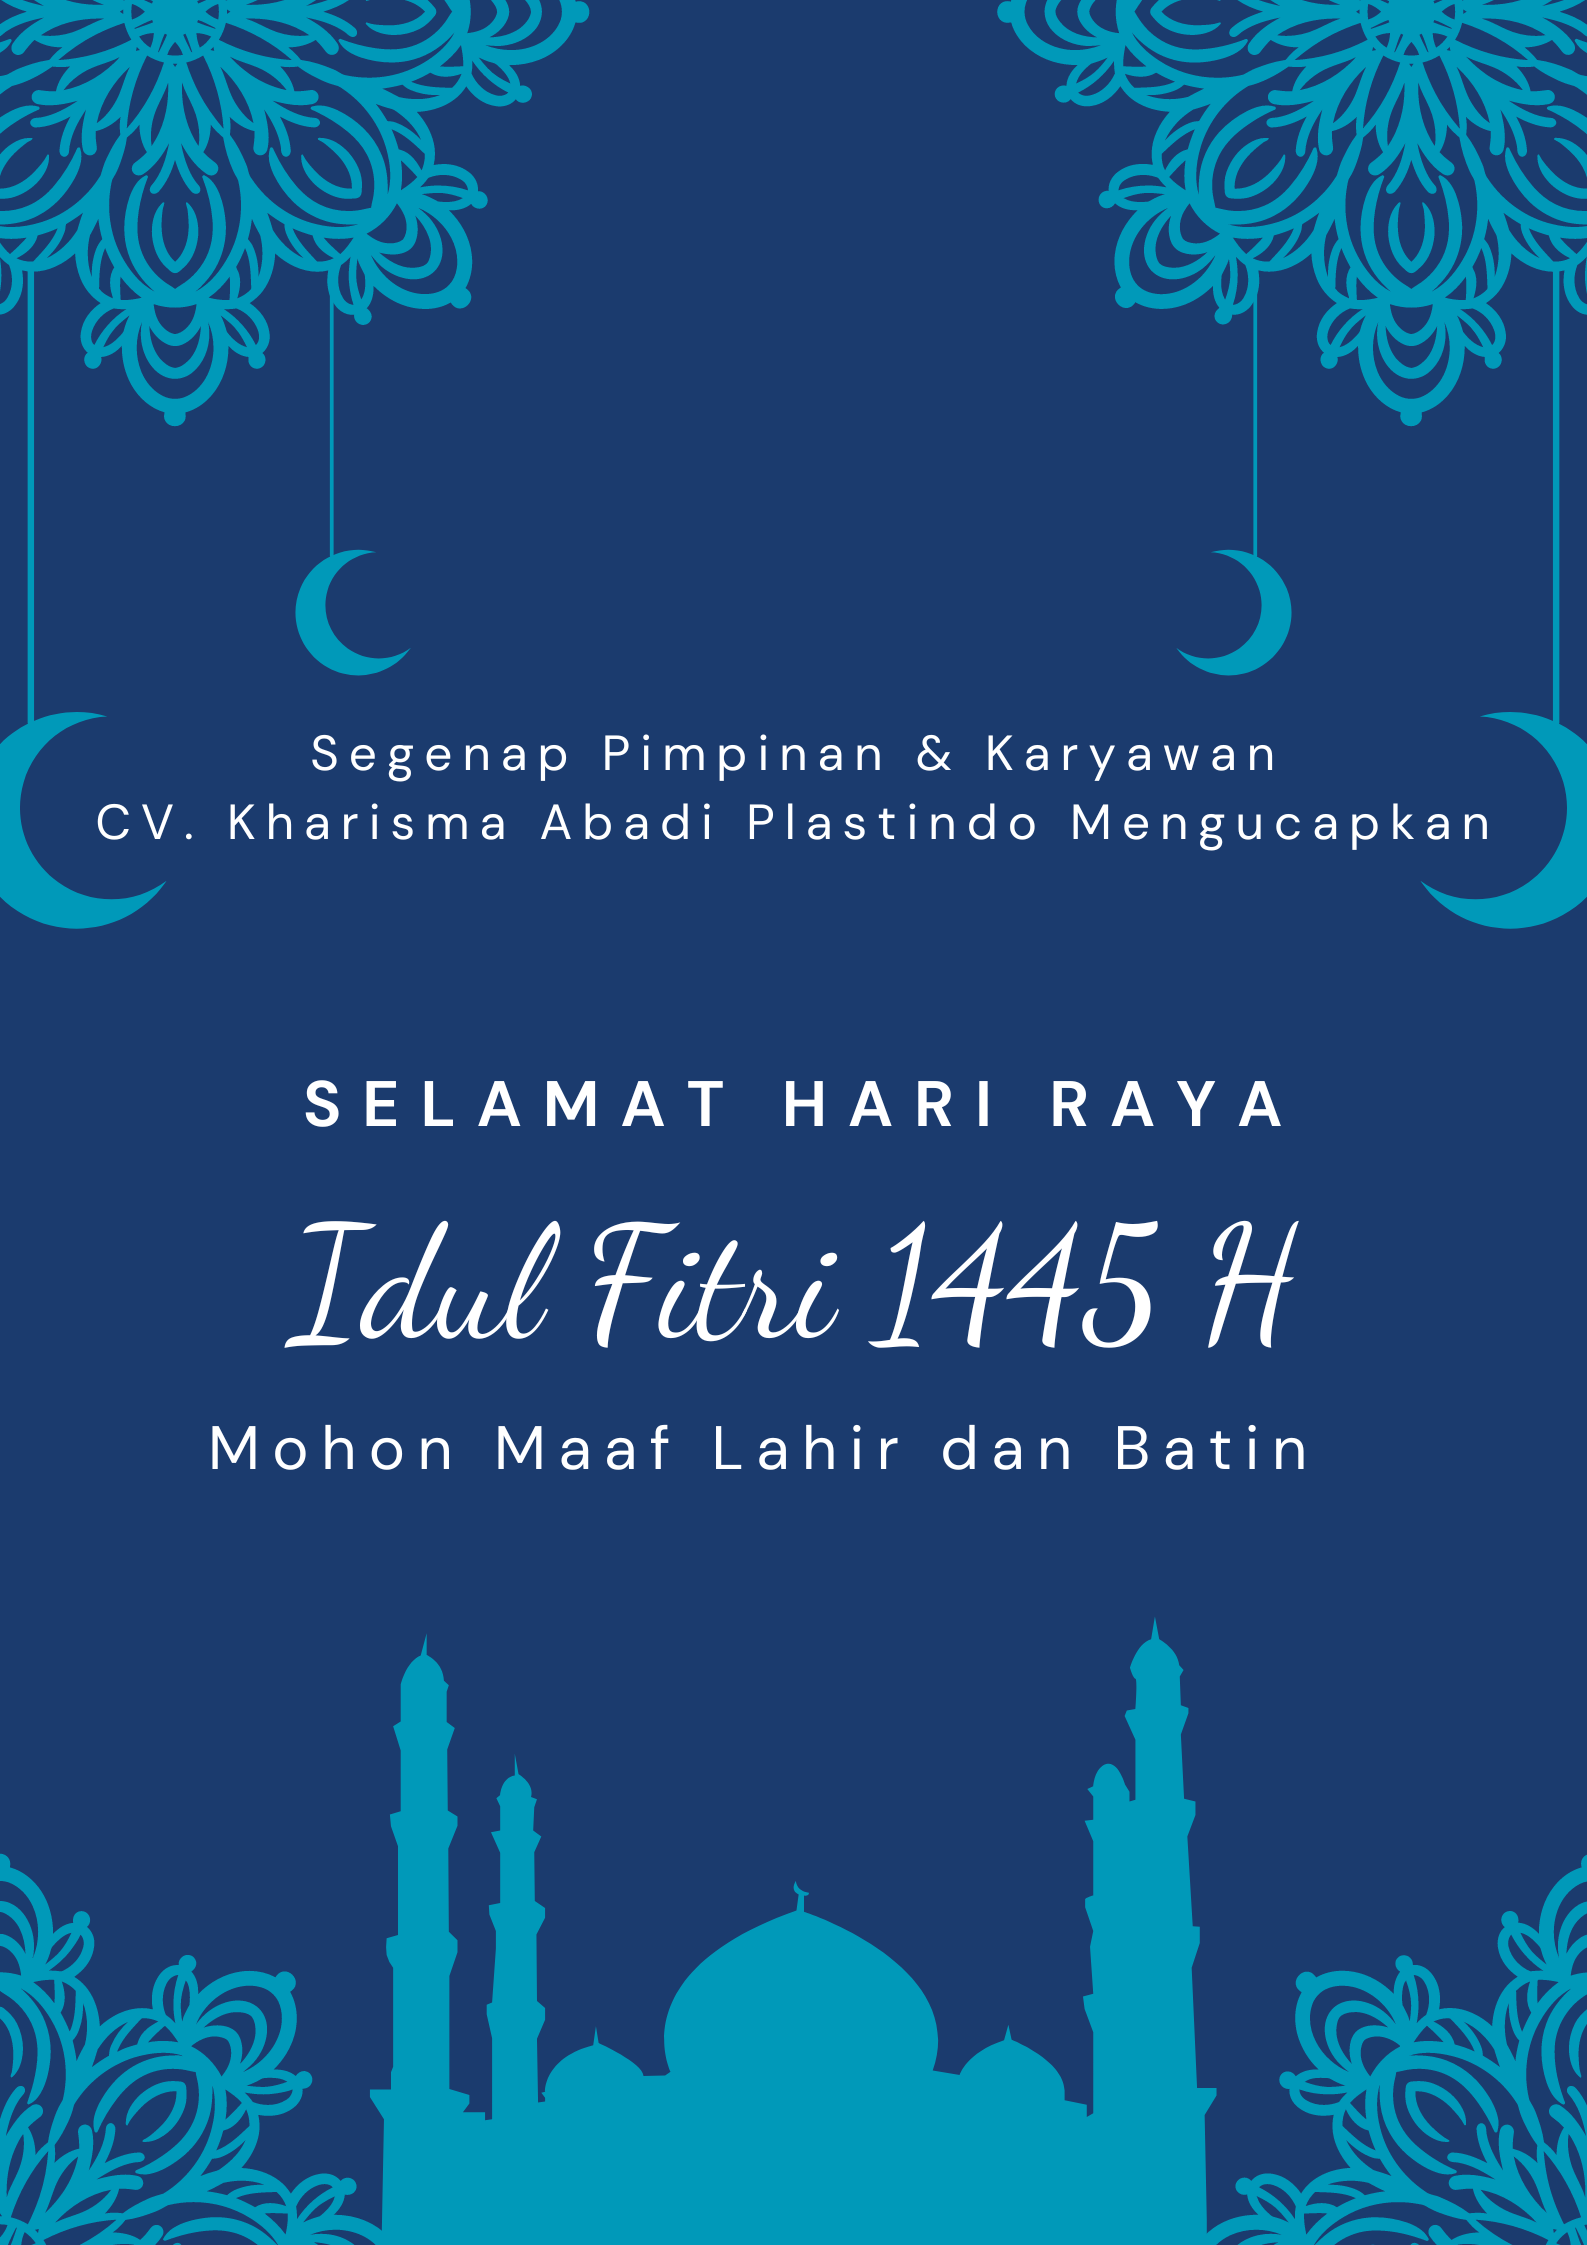 Segenap Pimpinan & Karyawan
CV. Kharisma Abadi Plastindo Mengucapkan
SELAMAT HARI RAYA
Idul Fitri 1445 H
Mohon Maaf Lahir dan Batin